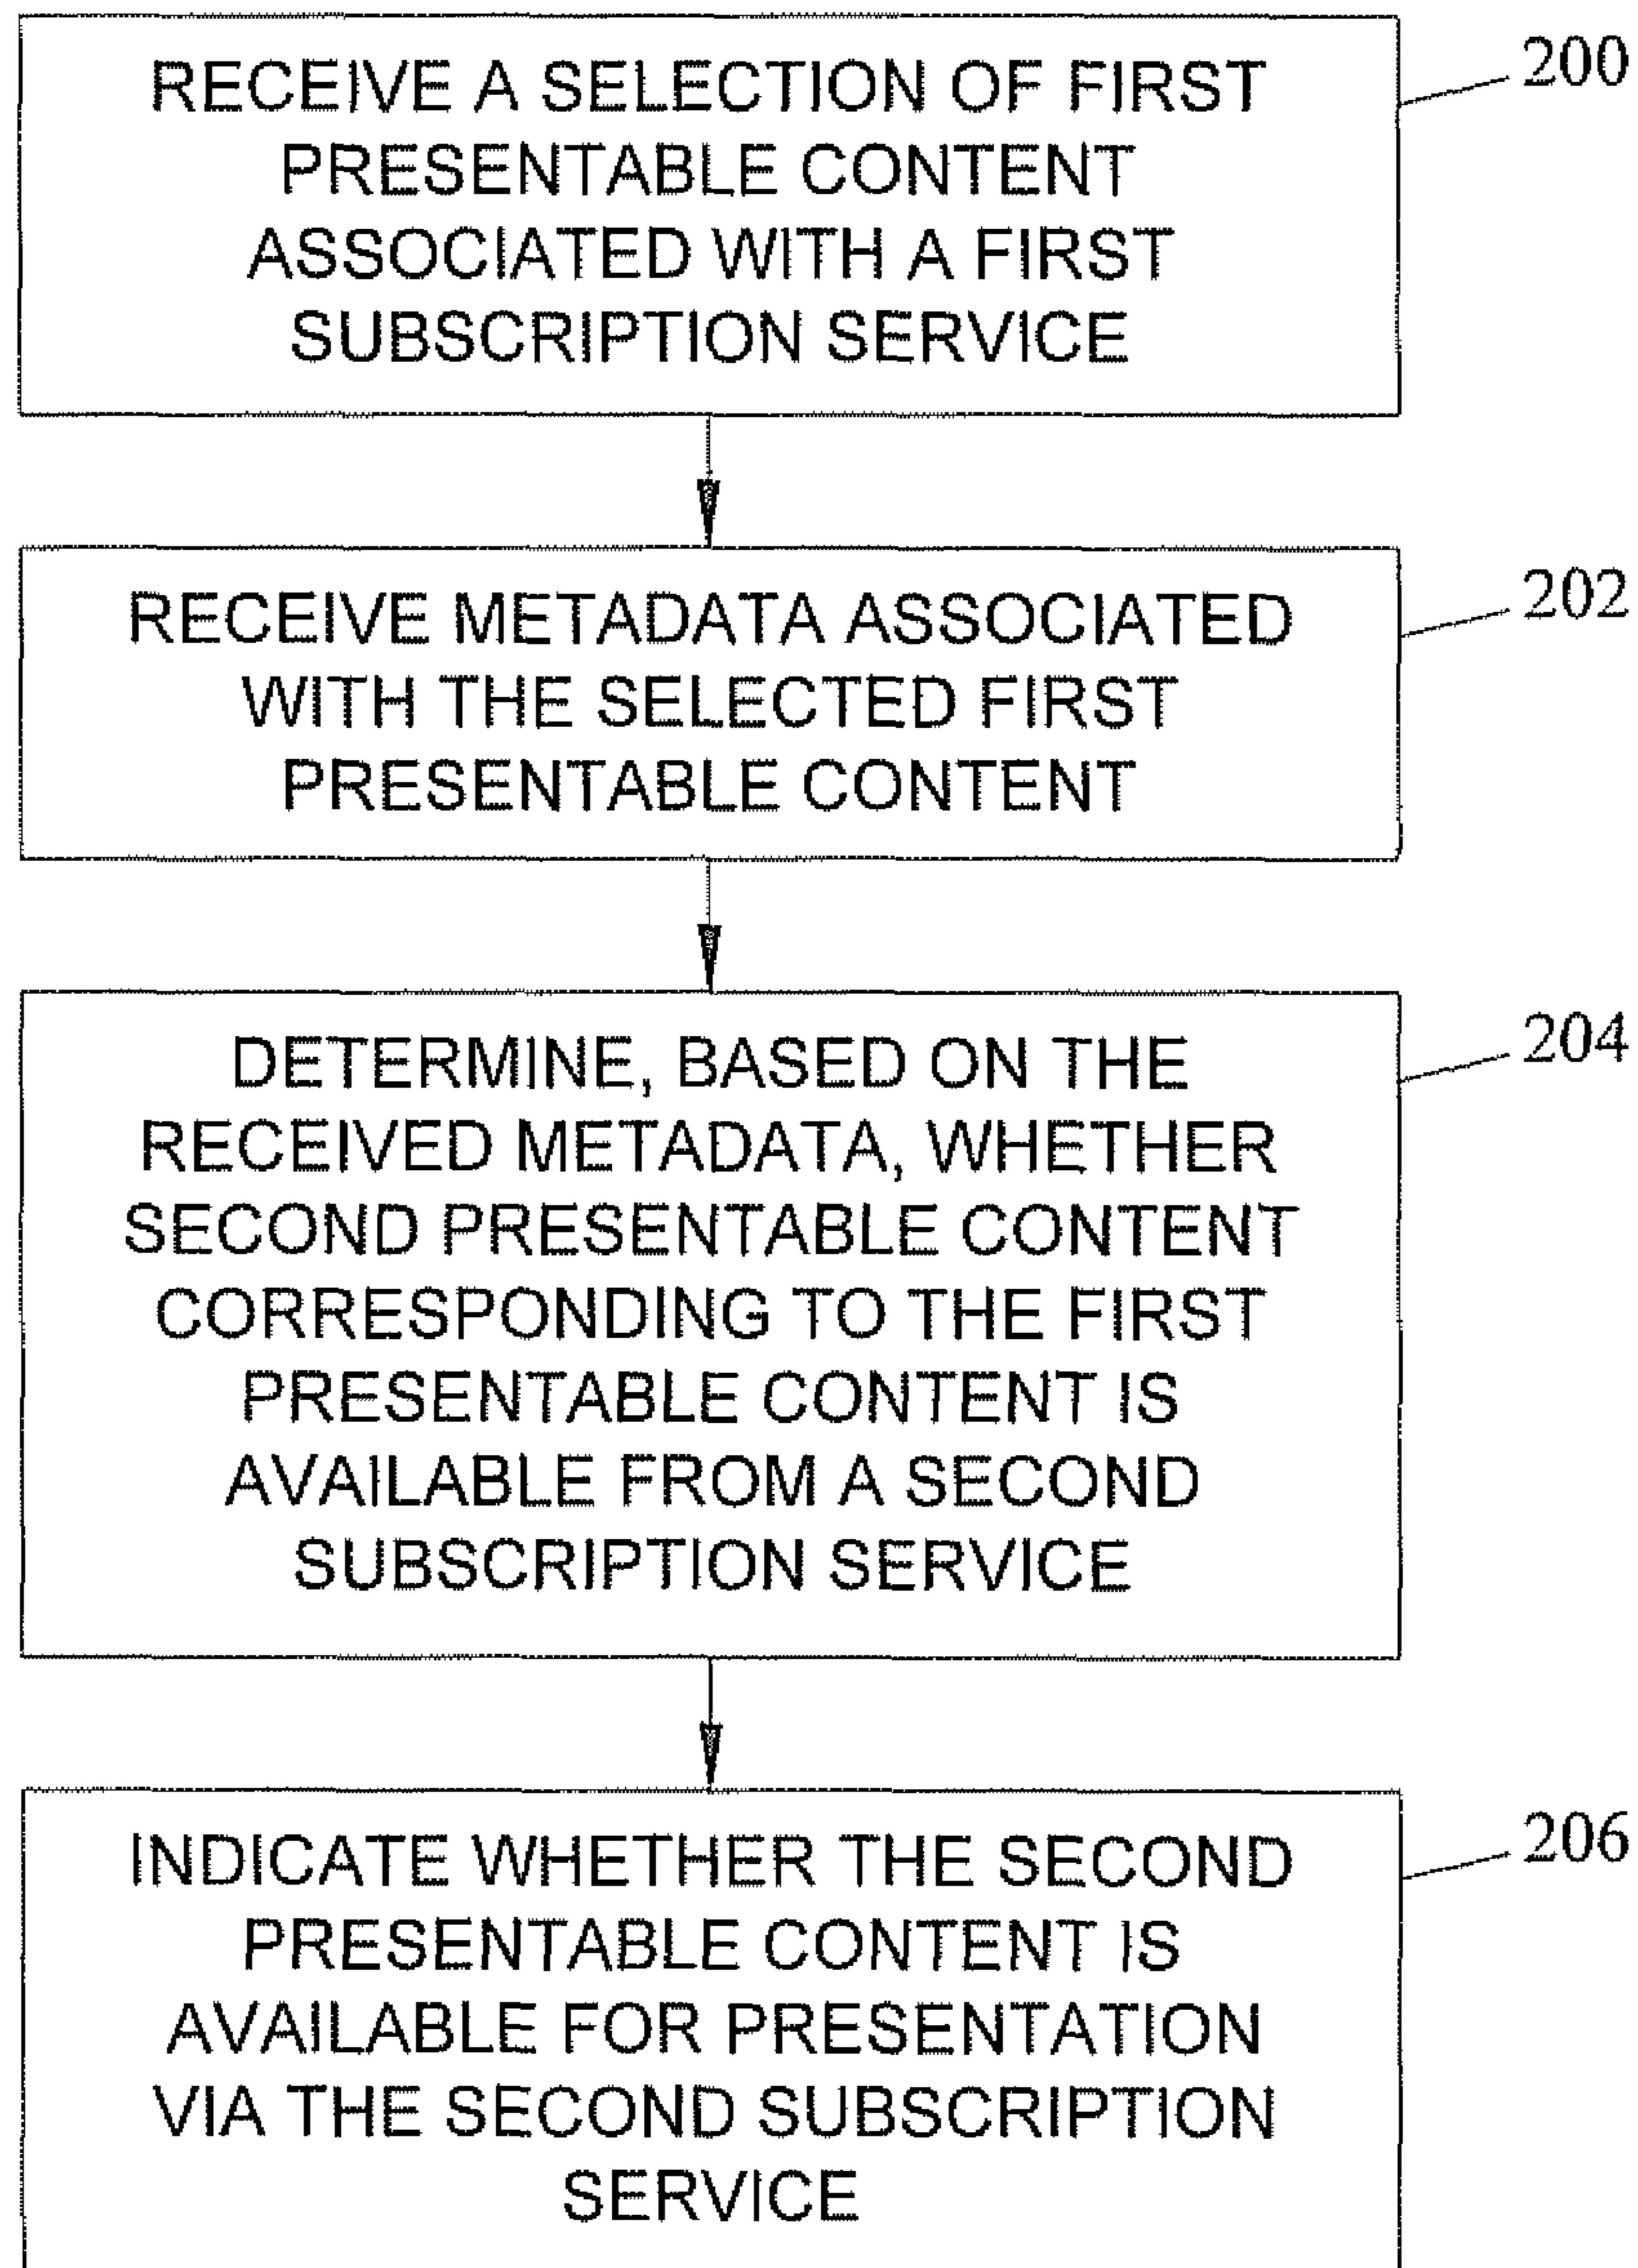 RECEIVE A SELECTION OF FIRST
PRESENTABLE CONTENT
ASSOCIATED WITH A FIRST
SUBSCRIPTION SERVICE
200
RECEIVE METADATA ASSOCIATED
WITH THE SELECTED FIRST
PRESENTABLE CONTENT
202
DETERMINE, BASED ON THE
RECEIVED METADATA, WHETHER
SECOND PRESENTABLE CONTENT
CORRESPONDING TO THE FIRST
PRESENTABLE CONTENT IS
AVAILABLE FROM A SECOND
SUBSCRIPTION SERVICE
204
INDICATE WHETHER THE SECOND
PRESENTABLE CONTENT IS
AVAILABLE FOR PRESENTATION
VIA THE SECOND SUBSCRIPTION
SERVICE
206